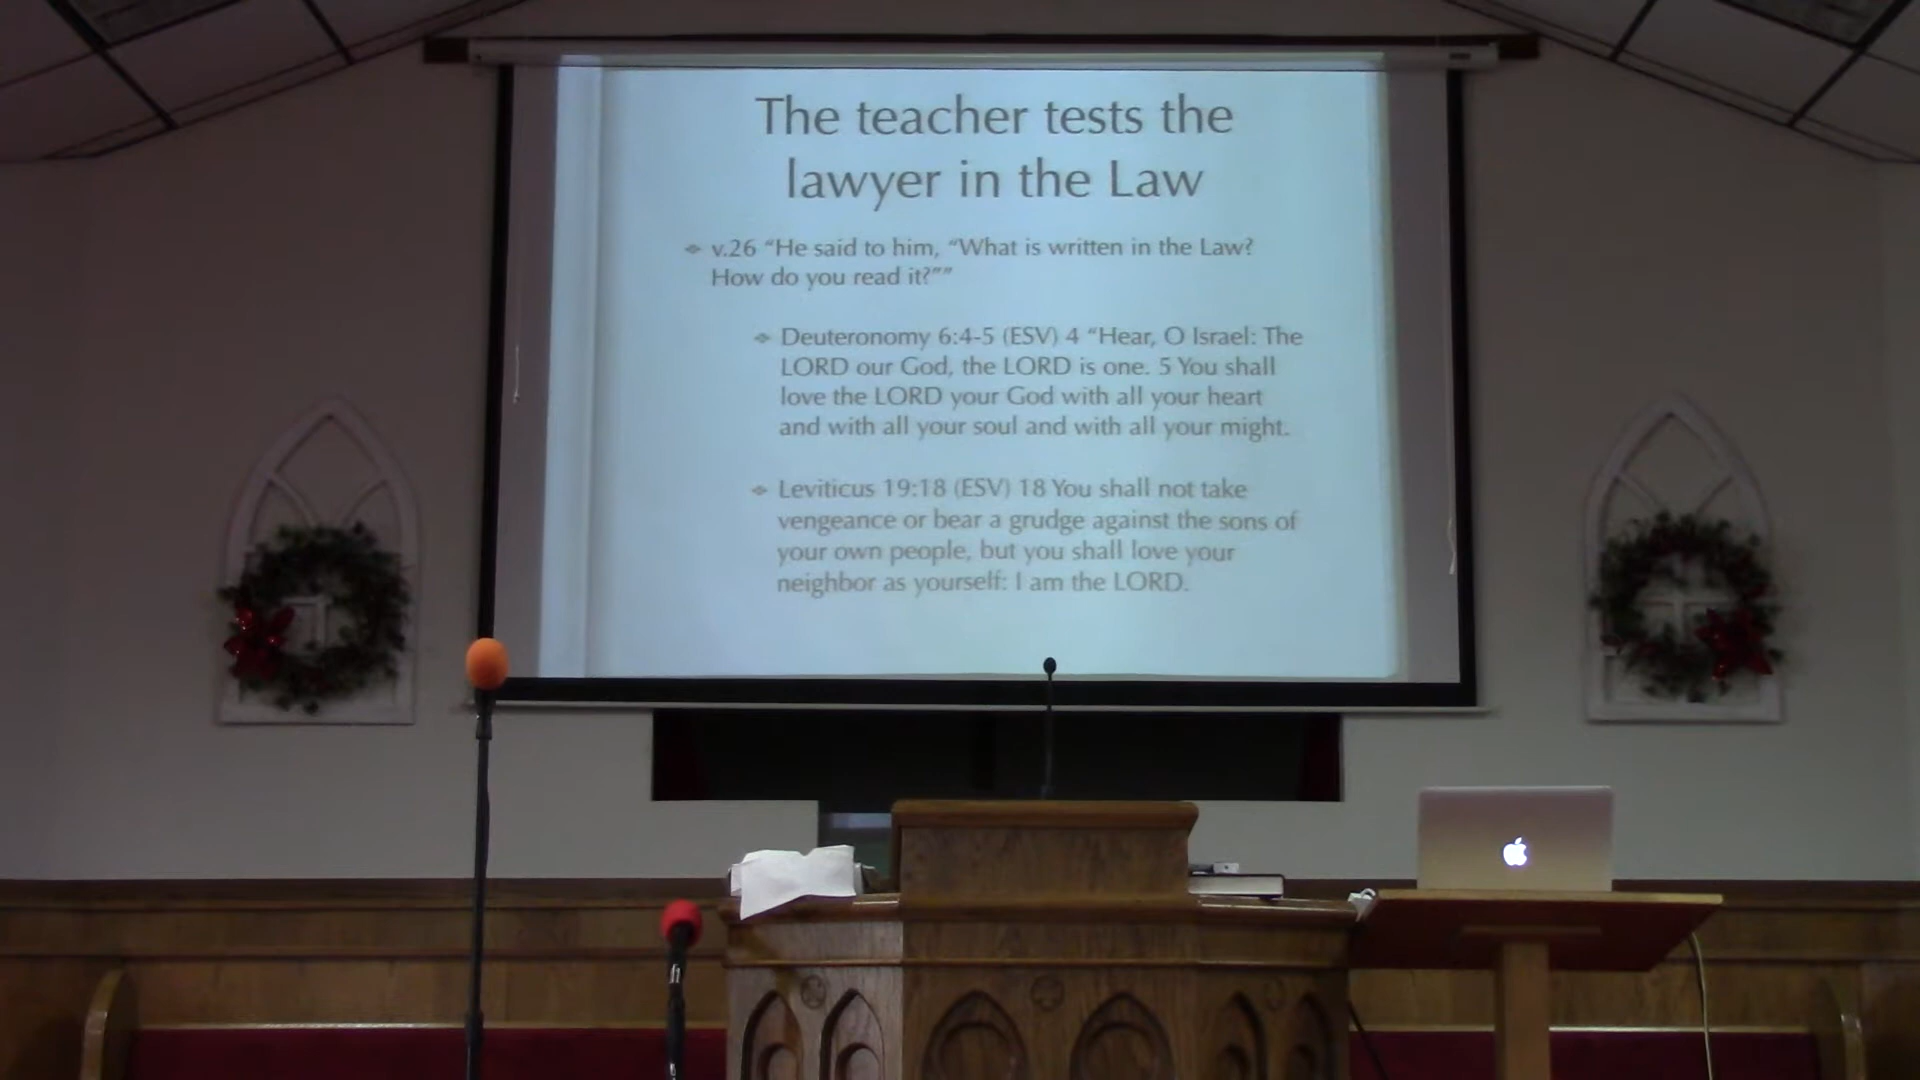 The teacher tests the
lawyer in the Law
v.26 “He said to him, “What is written in the Law?
How do you read it?””
Deuteronomy 6:4-5 (ESV) 4 “Hear, O Israel: The
LORD our God, the LORD is one. 5 You shall
love the LORD your God with all your heart
and with all your soul and with all your might.
Leviticus 19:18 (ESV) 18 You shall not take
vengeance or bear a grudge against the sons of
your own people, but you shall love your
neighbor as yourself: I am the LORD.